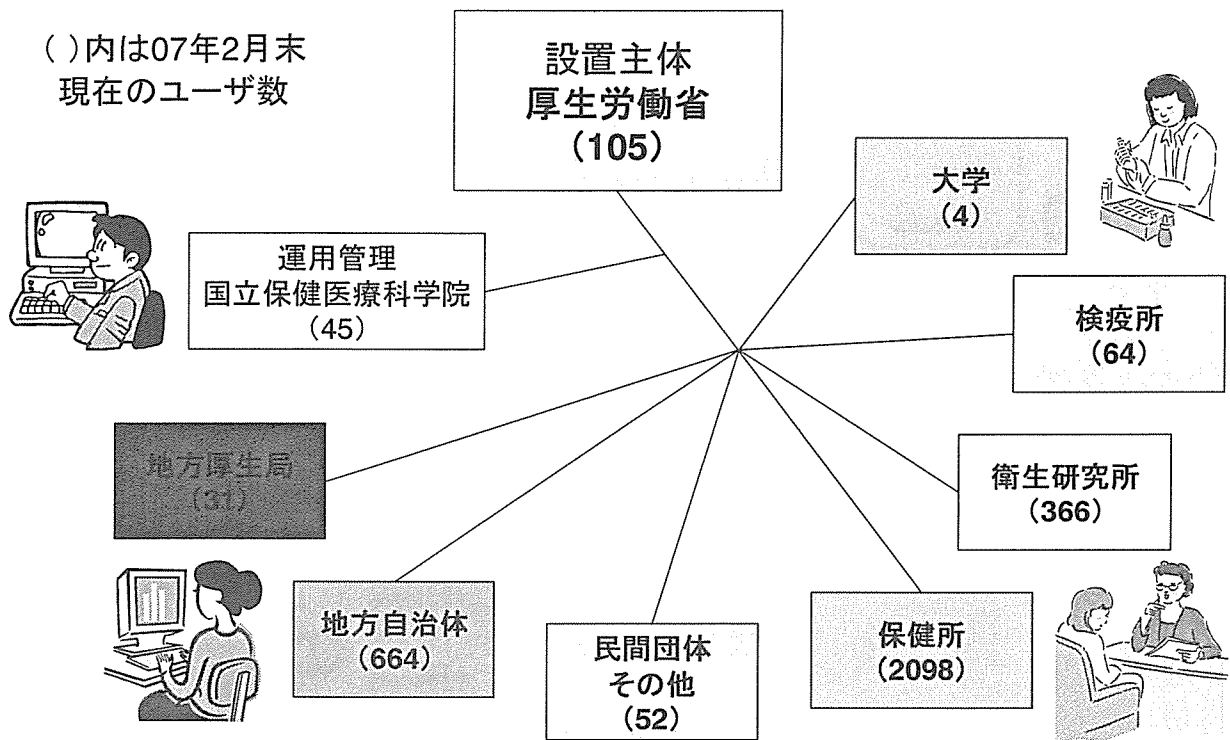 ( )内は07年2月末
現在のユーザ数
設置主体
厚生労働省
(105)
大学
(4)
運用管理
国立保健医療科学院
(45)
検疫所
(64)
地方厚生局
(31)
衛生研究所
(366)
地方自治体
(664)
民間団体
その他
(52)
保健所
(2098)